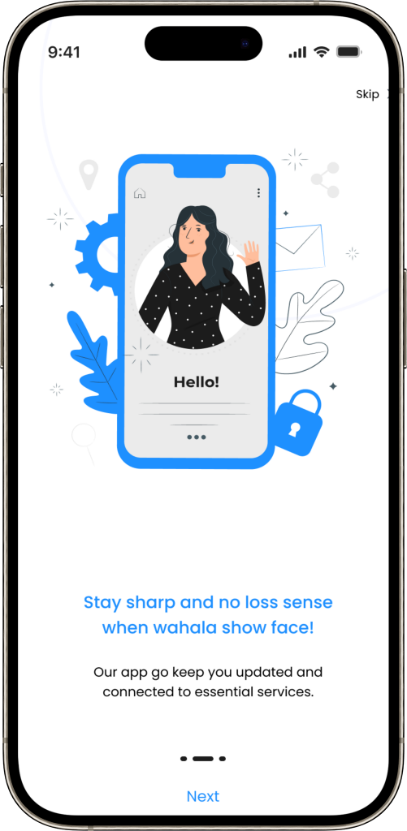 9:41
Skip
Hello!
Stay sharp and no loss sense
when wahala show face!
Our app go keep you updated and
connected to essential services.
Next